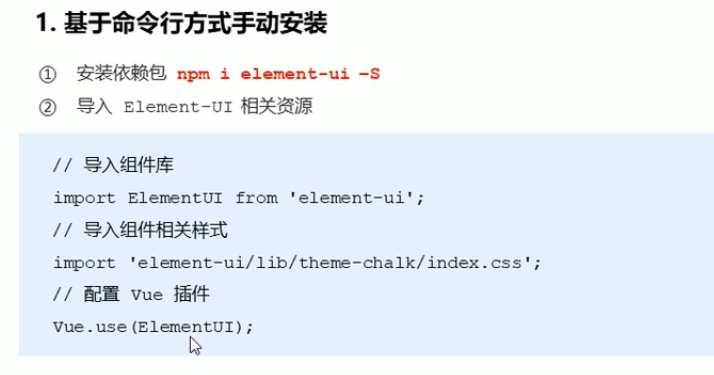 1. 基于命令行方式手动安装
① 安装依赖包 npm i element-ui –S
② 导入 Element-UI 相关资源
// 导入组件库
import ElementUI from 'element-ui';
// 导入组件相关样式
import 'element-ui/lib/theme-chalk/index.css';
// 配置 Vue 插件
Vue.use(ElementUI);